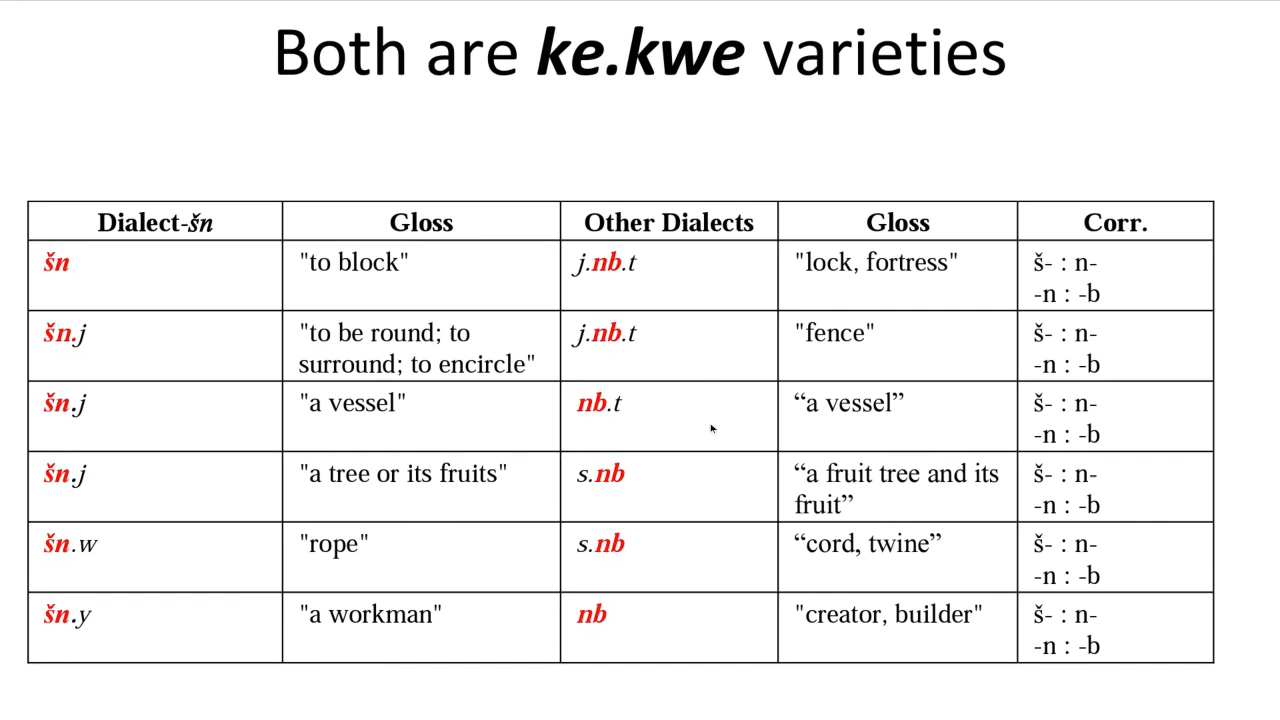 Both are ke.kwe varieties
Dialect-šn Gloss Other Dialects Gloss Corr.
šn "to block" j.nb.t "lock, fortress" š- : n-
-n : -b
šn.j "to be round; to j.nb.t "fence" š- : n-
surround; to encircle" -n : -b
šn.j "a vessel" nb.t “a vessel” š- : n-
-n : -b
šn.j "a tree or its fruits" s.nb “a fruit tree and its š- : n-
fruit” -n : -b
šn.w "rope" s.nb “cord, twine” š- : n-
-n : -b
šn.y "a workman" nb "creator, builder" š- : n-
-n : -b